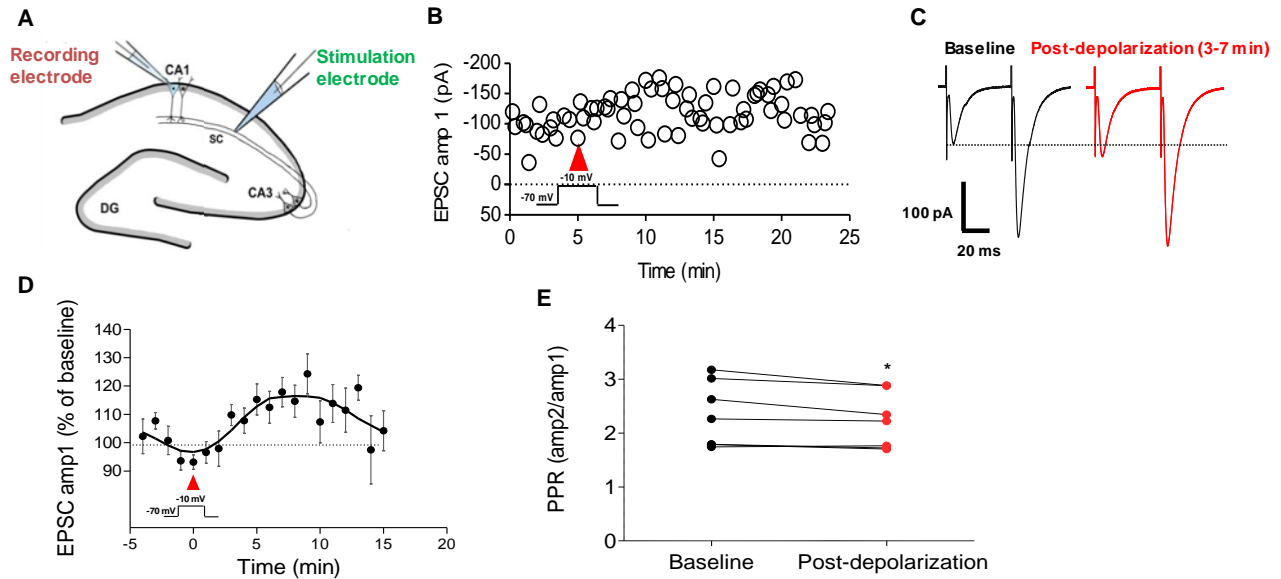 A
Recording
electrode
CA1
Stimulation
electrode
SC
CA3
DG
B
EPSC amp 1 (pA)
-200
-150
-100
-50
0
50
-10 mV
-70 mV
0 5 10 15 20 25
Time (min)
C
Baseline Post-depolarization (3-7 min)
100 pA
20 ms
D
EPSC amp1 (% of baseline)
140
130
120
110
100
90
-10 mV
-70 mV
-5 0 5 10 15 20
Time (min)
E
PPR (amp2/amp1)
4
3
2
1
0
*
Baseline Post-depolarization